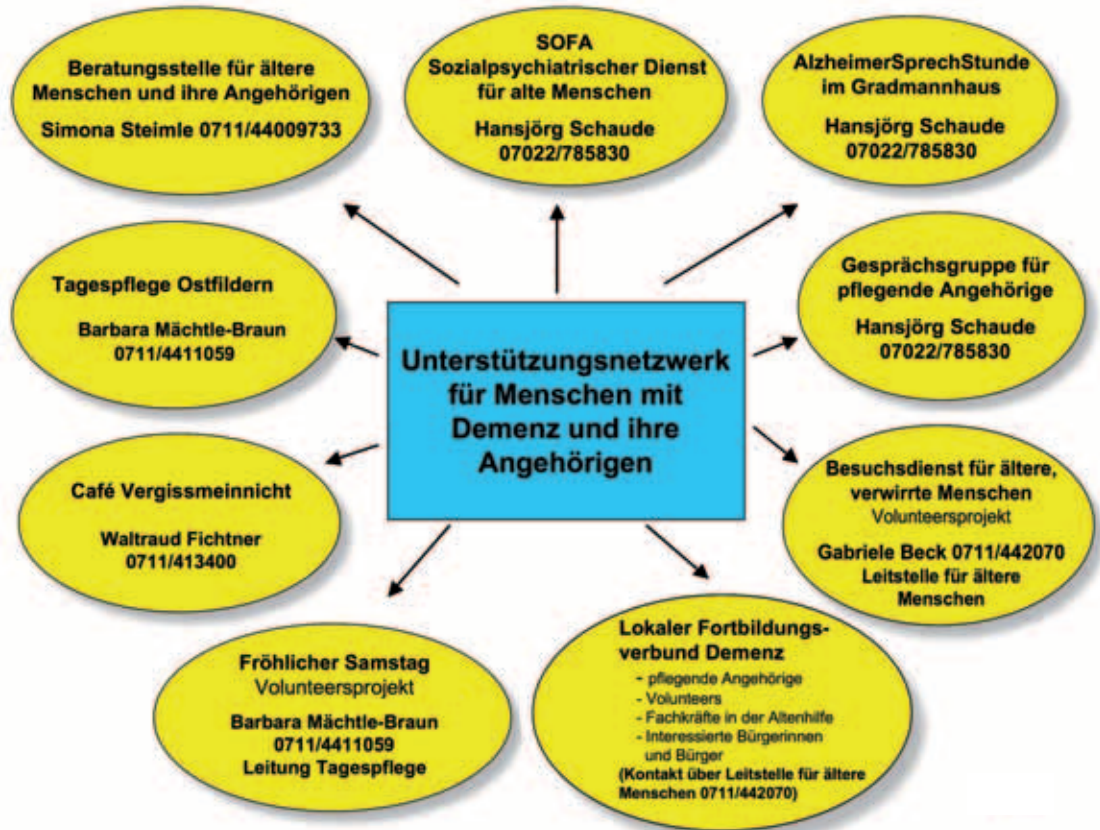 Beratungsstelle für ältere
Menschen und ihre Angehörigen
Simona Steimle 0711/44009733
SOFA
Sozialpsychiatrischer Dienst
für alte Menschen
Hansjörg Schaude
07022/785830
AlzheimerSprechStunde
im Gradmannhaus
Hansjörg Schaude
07022/785830
Tagespflege Ostfildern
Barbara Mächtle-Braun
0711/4411059
Unterstützungsnetzwerk
für Menschen mit
Demenz und ihre
Angehörigen
Gesprächsgruppe für
pflegende Angehörige
Hansjörg Schaude
07022/785830
Café Vergissmeinnicht
Waltraud Fichtner
0711/413400
Besuchsdienst für ältere,
verwirrte Menschen
Volunteersprojekt
Gabriele Beck 0711/442070
Leitstelle für ältere
Menschen
Fröhlicher Samstag
Volunteersprojekt
Barbara Mächtle-Braun
0711/4411059
Leitung Tagespflege
Lokaler Fortbildungs-
verbund Demenz
- pflegende Angehörige
- Volunteers
- Fachkräfte in der Altenhilfe
- Interessierte Bürgerinnen
und Bürger
(Kontakt über Leitstelle für ältere
Menschen 0711/442070)